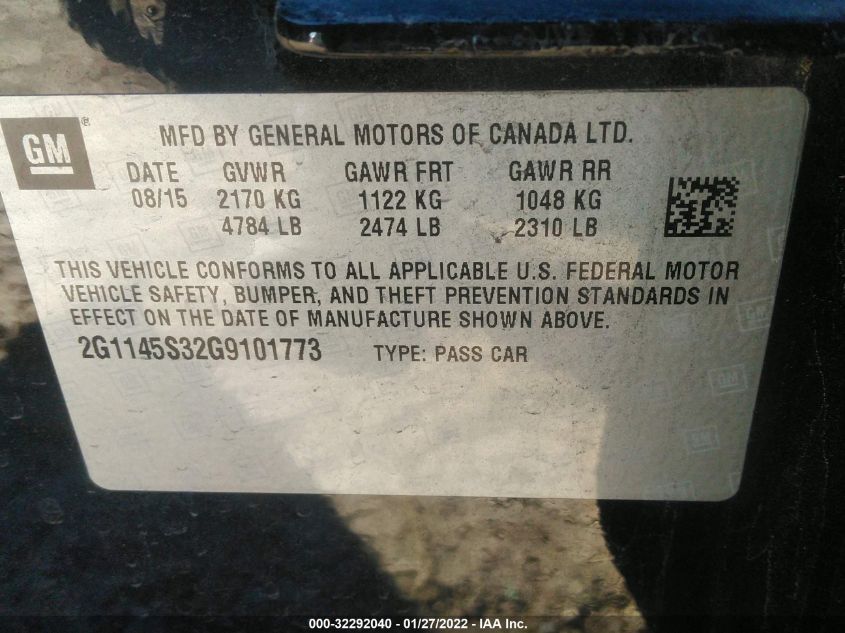 GM®
MFD BY GENERAL MOTORS OF CANADA LTD.
DATE GVWR GAWR FRT GAWR RR
08/15 2170 KG 1122 KG 1048 KG
4784 LB 2474 LB 2310 LB
THIS VEHICLE CONFORMS TO ALL APPLICABLE U.S. FEDERAL MOTOR
VEHICLE SAFETY, BUMPER, AND THEFT PREVENTION STANDARDS IN
EFFECT ON THE DATE OF MANUFACTURE SHOWN ABOVE.
2G1145S32G9101773 TYPE: PASS CAR
000-32292040 - 01/27/2022 - IAA Inc.